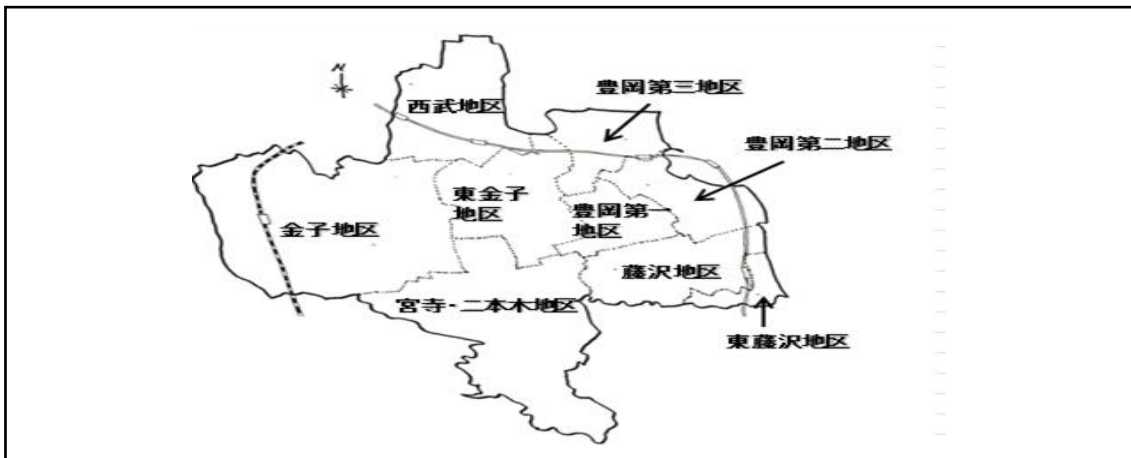 N
豊岡第三地区
西武地区
豊岡第二地区
東金子
地区
豊岡第一
地区
金子地区
藤沢地区
宮寺・二本木地区
東藤沢地区